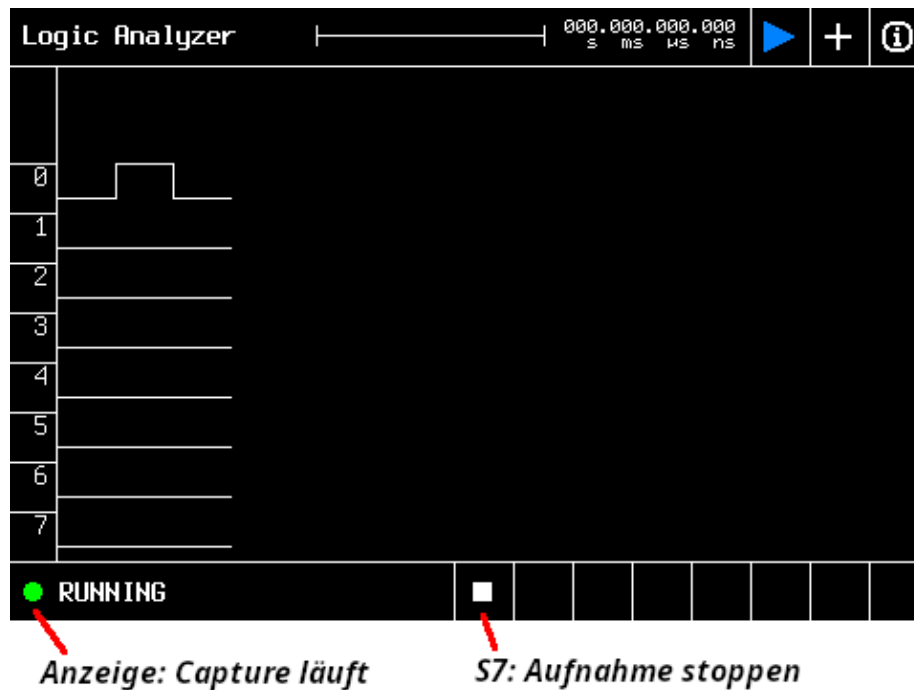 Logic Analyzer
000.000.000.000
s ms µs ns
0
1
2
3
4
5
6
7
RUNNING
Anzeige: Capture läuft
S7: Aufnahme stoppen